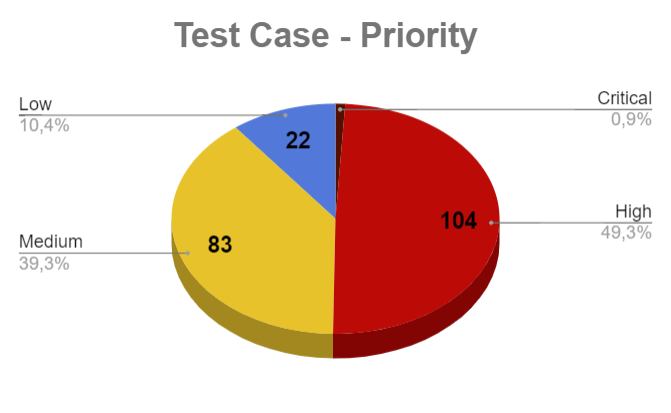 Test Case - Priority
Low
10,4%
Critical
0,9%
22
High
49,3%
104
Medium
39,3%
83